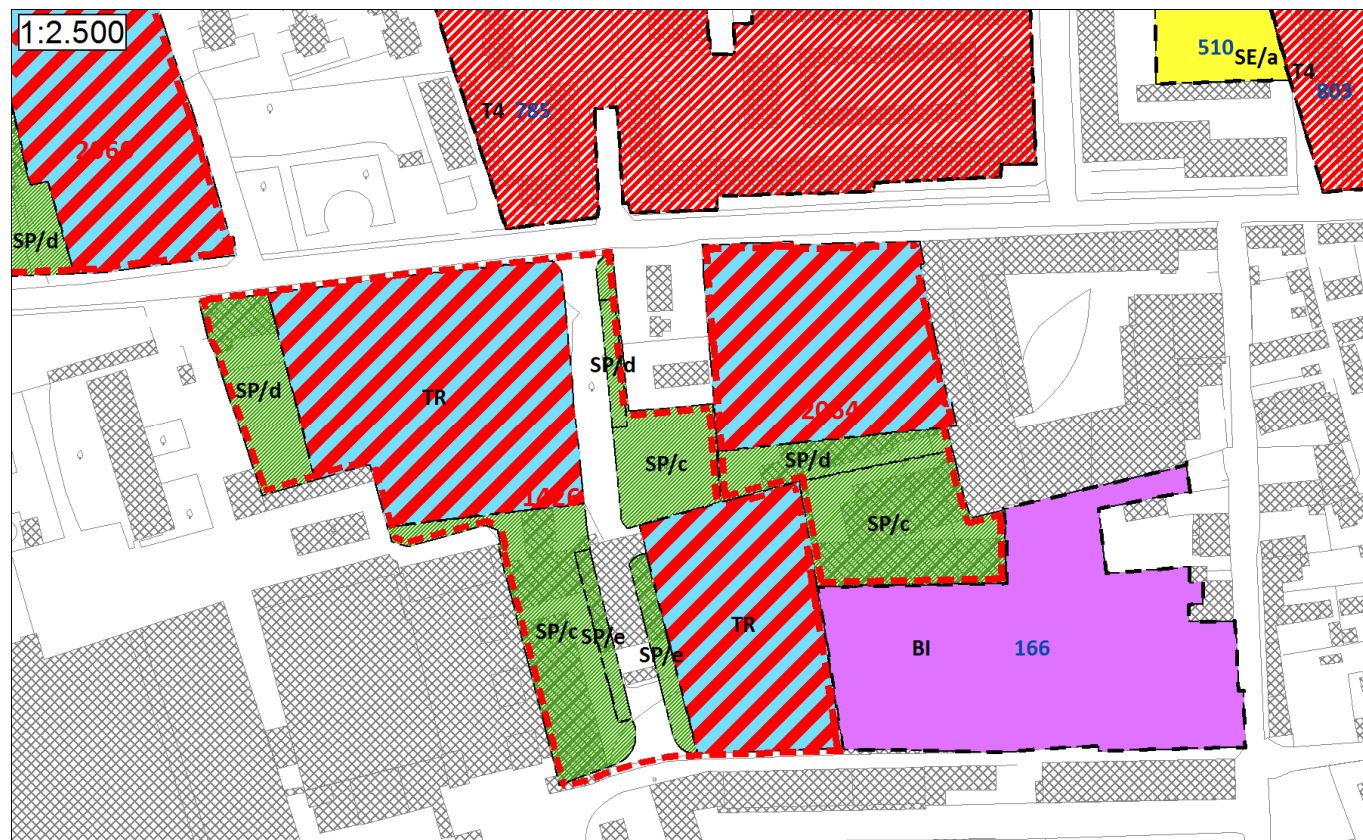 1:2.500
510
SE/a
T4
803
T4 785
SP/d
SP/d
SP/d
TR
SP/c
SP/d
SP/c
SP/c
SP/e
SP/e
TR
BI
166